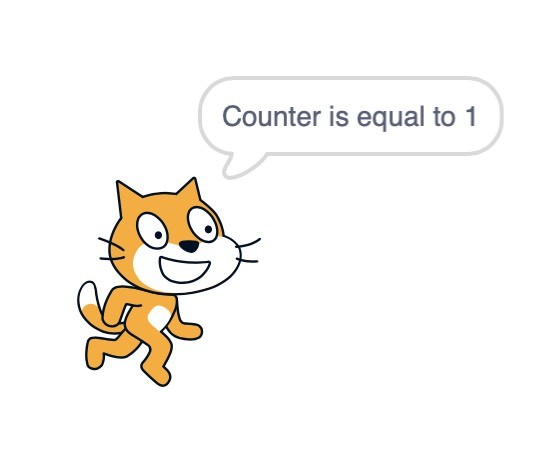 Counter is equal to 1